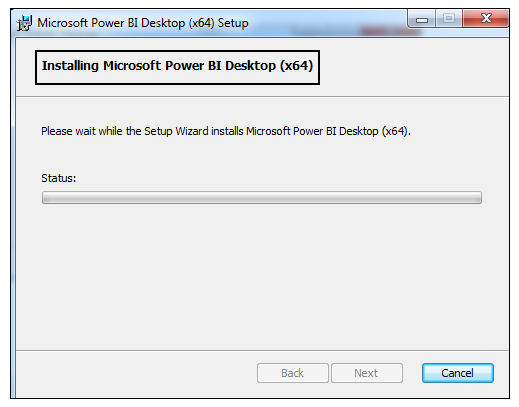 Microsoft Power BI Desktop (x64) Setup
Installing Microsoft Power BI Desktop (x64)
Please wait while the Setup Wizard installs Microsoft Power BI Desktop (x64).
Status:
Back Next Cancel